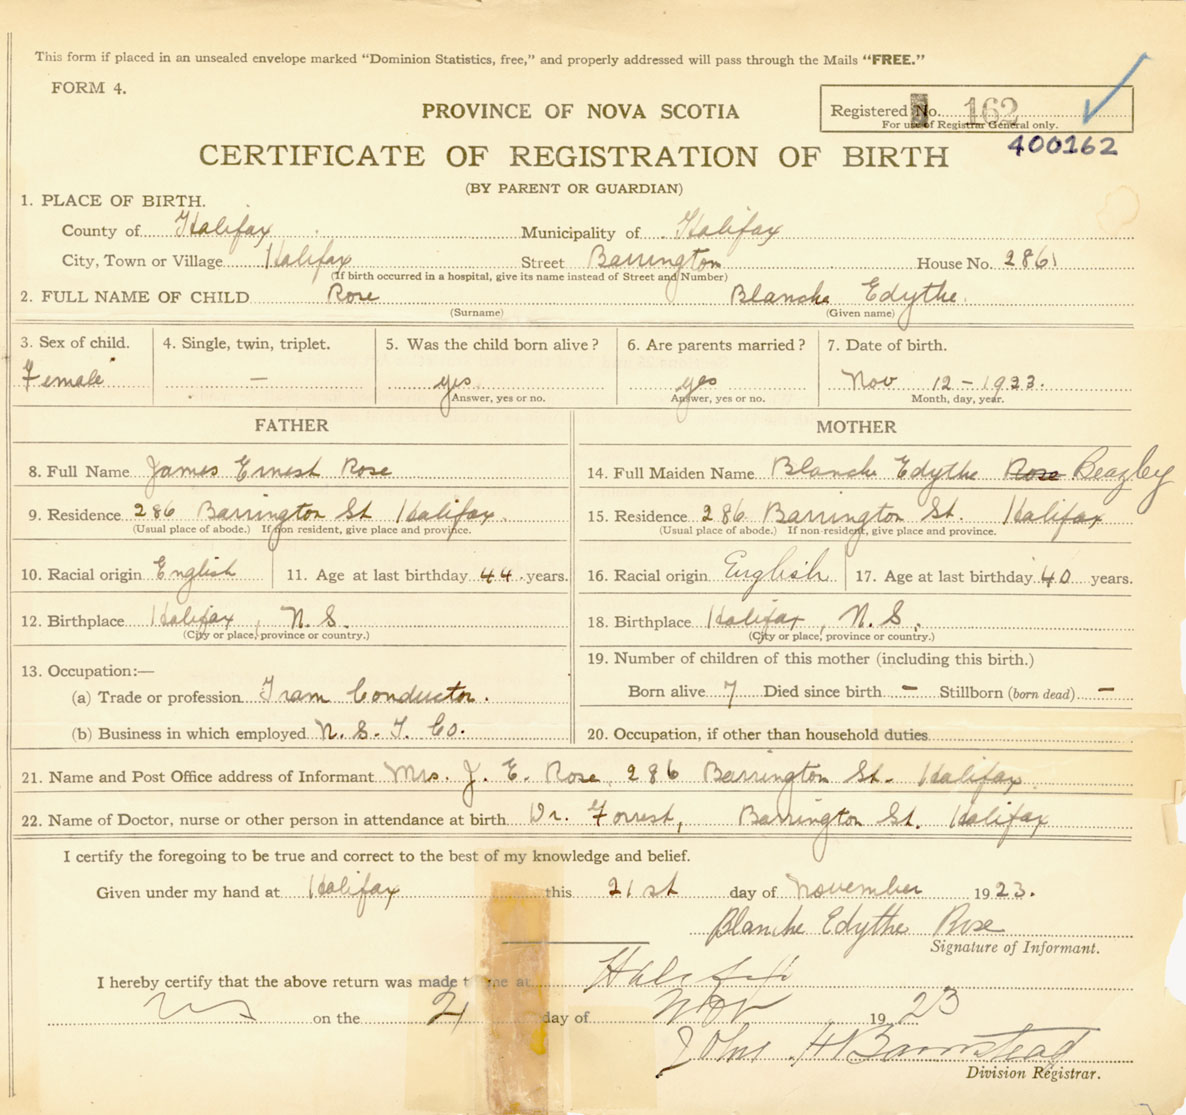 This form if placed in an unsealed envelope marked "Dominion Statistics, free," and properly addressed will pass through the Mails "FREE."
FORM 4.
Registered No. 162
For use of Registrar General only.
PROVINCE OF NOVA SCOTIA
400162
CERTIFICATE OF REGISTRATION OF BIRTH
(BY PARENT OR GUARDIAN)
1. PLACE OF BIRTH.
County of Halifax Municipality of Halifax
City, Town or Village Halifax Street Barrington House No. 286
(If birth occurred in a hospital, give its name instead of Street and Number)
2. FULL NAME OF CHILD Rose Blanche Edythe.
(Surname) (Given name)
3. Sex of child. 4. Single, twin, triplet. 5. Was the child born alive? 6. Are parents married? 7. Date of birth.
Female — yes yes Nov 12-1923.
Answer, yes or no. Answer, yes or no. Month, day, year.
FATHER MOTHER
8. Full Name James Ernest Rose 14. Full Maiden Name Blanche Edythe Rose Beazley
9. Residence 286 Barrington St Halifax. 15. Residence 286 Barrington St. Halifax
(Usual place of abode.) If non resident, give place and province. (Usual place of abode.) If non-resident, give place and province.
10. Racial origin English 11. Age at last birthday 44 years. 16. Racial origin English 17. Age at last birthday 40 years.
12. Birthplace Halifax, N.S. 18. Birthplace Halifax, N.S.
(City or place, province or country.) (City or place, province or country.)
13. Occupation:— 19. Number of children of this mother (including this birth.)
(a) Trade or profession Tram Conductor. Born alive 7 Died since birth — Stillborn (born dead) —
(b) Business in which employed N.S.T. Co. 20. Occupation, if other than household duties
21. Name and Post Office address of Informant Mrs. J. E. Rose, 286 Barrington St. Halifax
22. Name of Doctor, nurse or other person in attendance at birth Dr. Forrest, Barrington St. Halifax
I certify the foregoing to be true and correct to the best of my knowledge and belief.
Given under my hand at Halifax this 21st day of November 1923.
Blanche Edythe Rose
Signature of Informant.
I hereby certify that the above return was made to me at Halifax
NS on the 21 day of Nov 1923
John H Barnstead
Division Registrar.